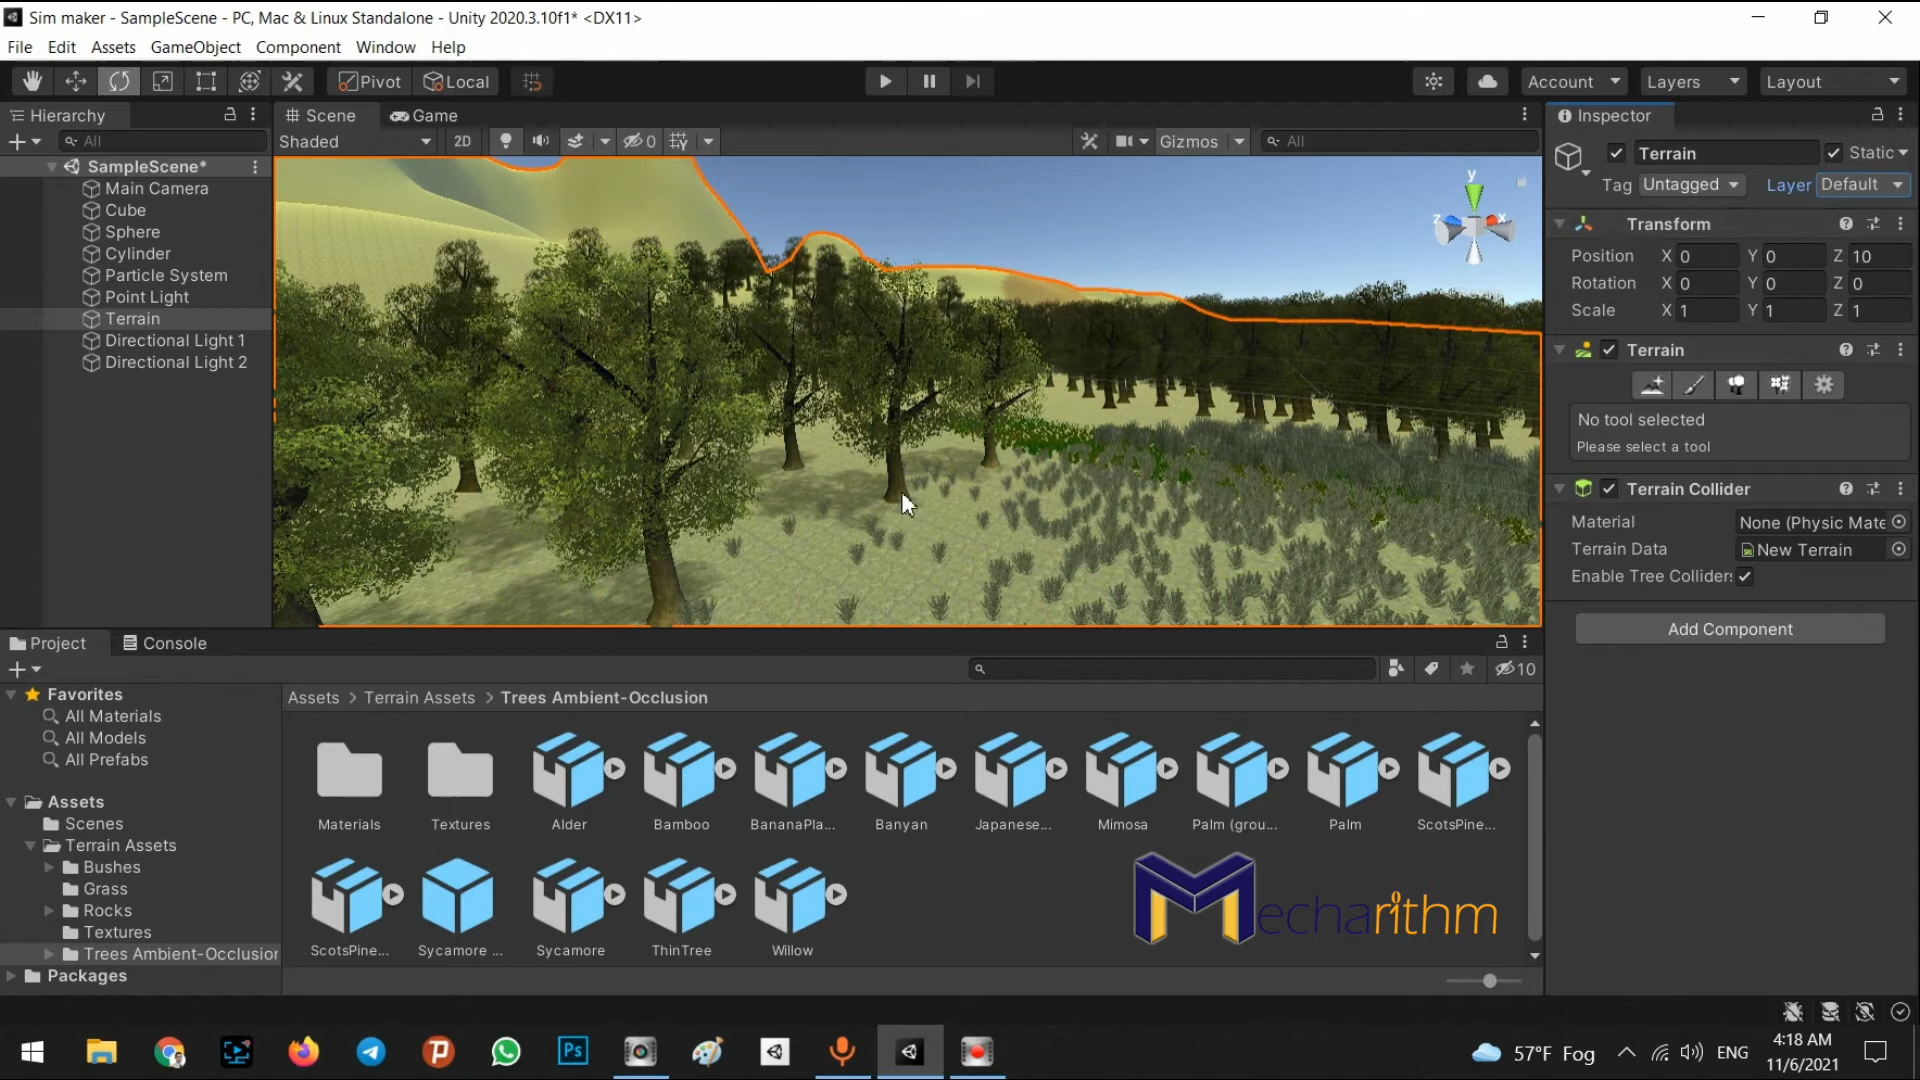 Sim maker - SampleScene - PC, Mac & Linux Standalone - Unity 2020.3.10f1* <DX11>
File Edit Assets GameObject Component Window Help
Pivot Local Account Layers Layout
Hierarchy Scene Game Inspector
All Shaded 2D 0 Gizmos All
SampleScene*
Main Camera
Cube
Sphere
Cylinder
Particle System
Point Light
Terrain
Directional Light 1
Directional Light 2
y
z x
Terrain Static
Tag Untagged Layer Default
Transform
Position X 0 Y 0 Z 10
Rotation X 0 Y 0 Z 0
Scale X 1 Y 1 Z 1
Terrain
No tool selected
Please select a tool
Terrain Collider
Material None (Physic Mate
Terrain Data New Terrain
Enable Tree Colliders
Add Component
Project Console
10
Favorites
All Materials
All Models
All Prefabs
Assets
Scenes
Terrain Assets
Bushes
Grass
Rocks
Textures
Trees Ambient-Occlusion
Packages
Assets > Terrain Assets > Trees Ambient-Occlusion
Materials Textures Alder Bamboo BananaPla... Banyan Japanese... Mimosa Palm (grou... Palm ScotsPine...
ScotsPine... Sycamore ... Sycamore ThinTree Willow
Mecharithm
Ps
57°F Fog ENG 4:18 AM
11/6/2021